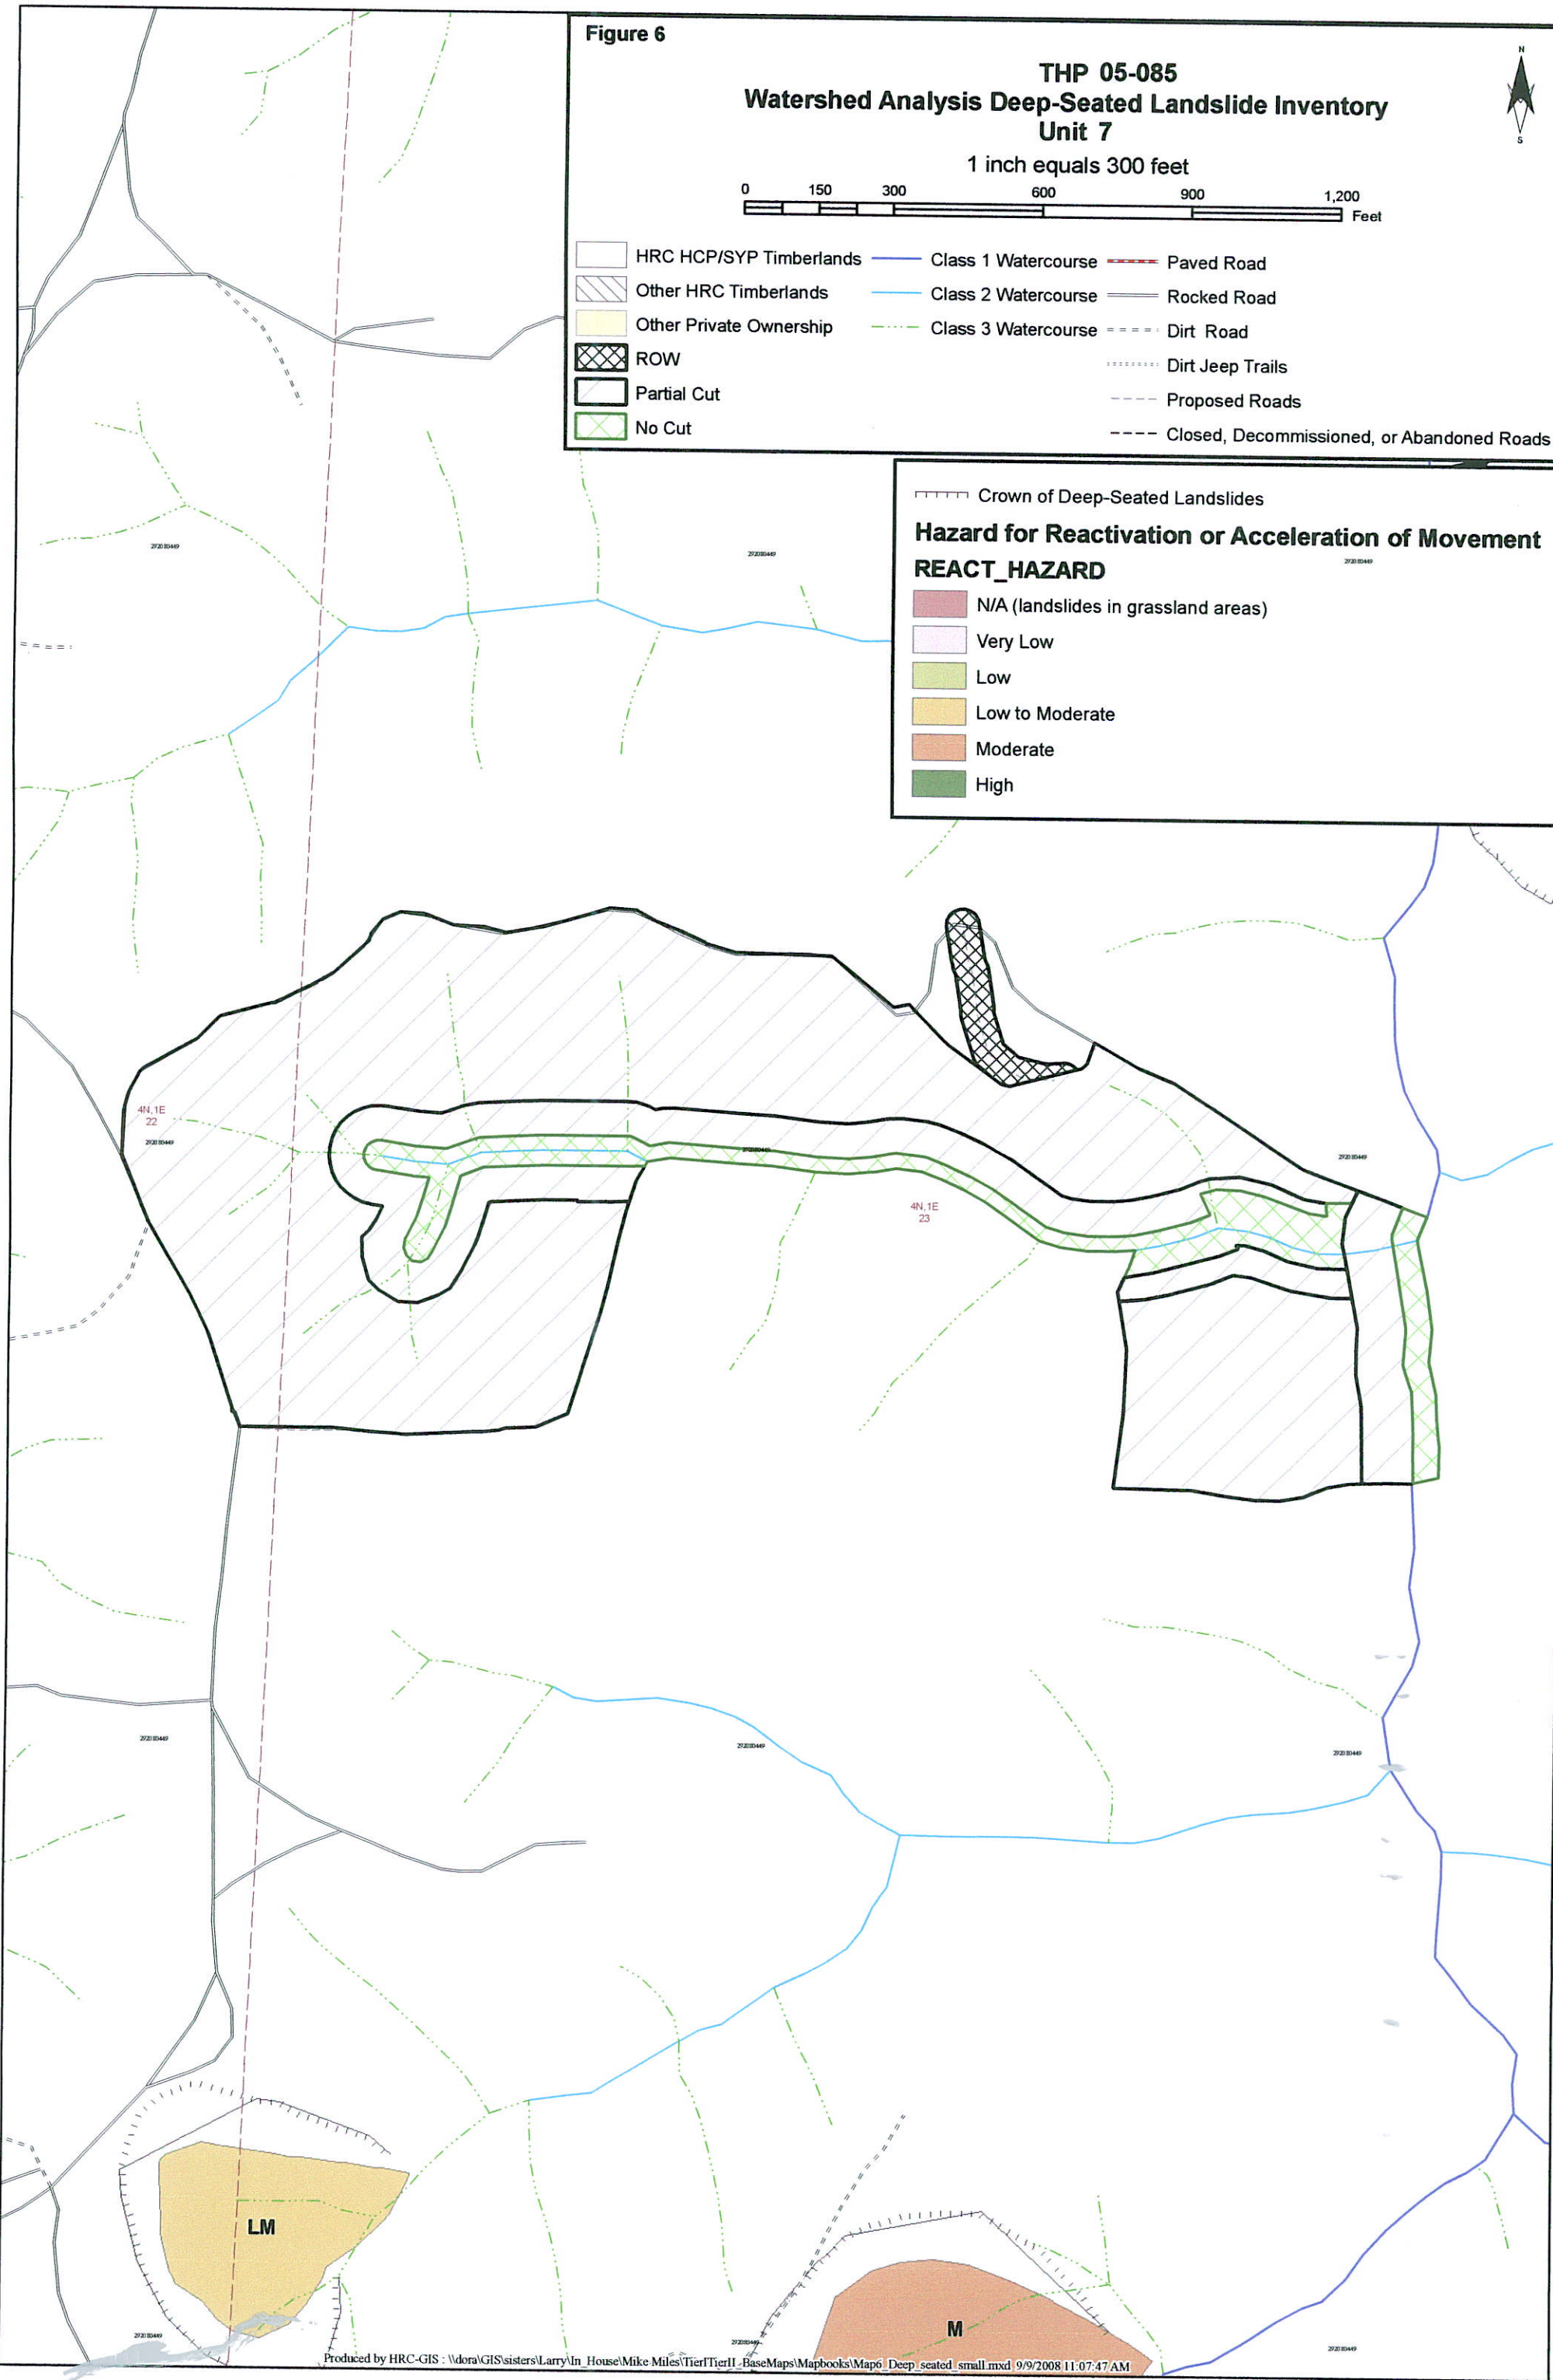 Figure 6
N
S
THP 05-085
Watershed Analysis Deep-Seated Landslide Inventory
Unit 7
1 inch equals 300 feet
0 150 300 600 900 1,200
Feet
HRC HCP/SYP Timberlands
Other HRC Timberlands
Other Private Ownership
ROW
Partial Cut
No Cut
Class 1 Watercourse
Class 2 Watercourse
Class 3 Watercourse
Paved Road
Rocked Road
Dirt Road
Dirt Jeep Trails
Proposed Roads
Closed, Decommissioned, or Abandoned Roads
Crown of Deep-Seated Landslides
Hazard for Reactivation or Acceleration of Movement
REACT_HAZARD
N/A (landslides in grassland areas)
Very Low
Low
Low to Moderate
Moderate
High
4N,1E
22
4N,1E
23
LM
M
Produced by HRC-GIS : \\dora\GIS\sisters\Larry\In_House\Mike Miles\TierITierII_BaseMaps\Mapbooks\Map6_Deep_seated_small.mxd 9/9/2008 11:07:47 AM